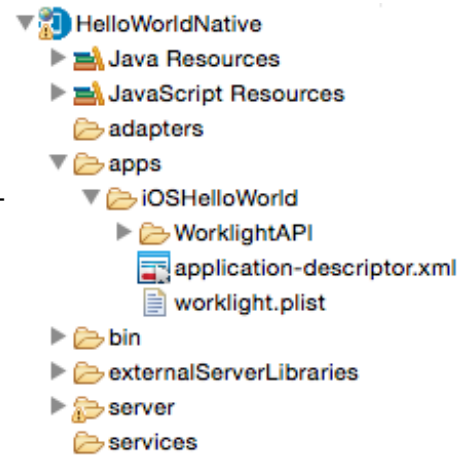 HelloWorldNative
Java Resources
JavaScript Resources
adapters
apps
iOSHelloWorld
WorklightAPI
application-descriptor.xml
worklight.plist
bin
externalServerLibraries
server
services